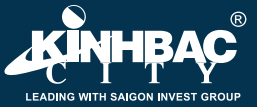 KINHBAC®
CITY
LEADING WITH SAIGON INVEST GROUP